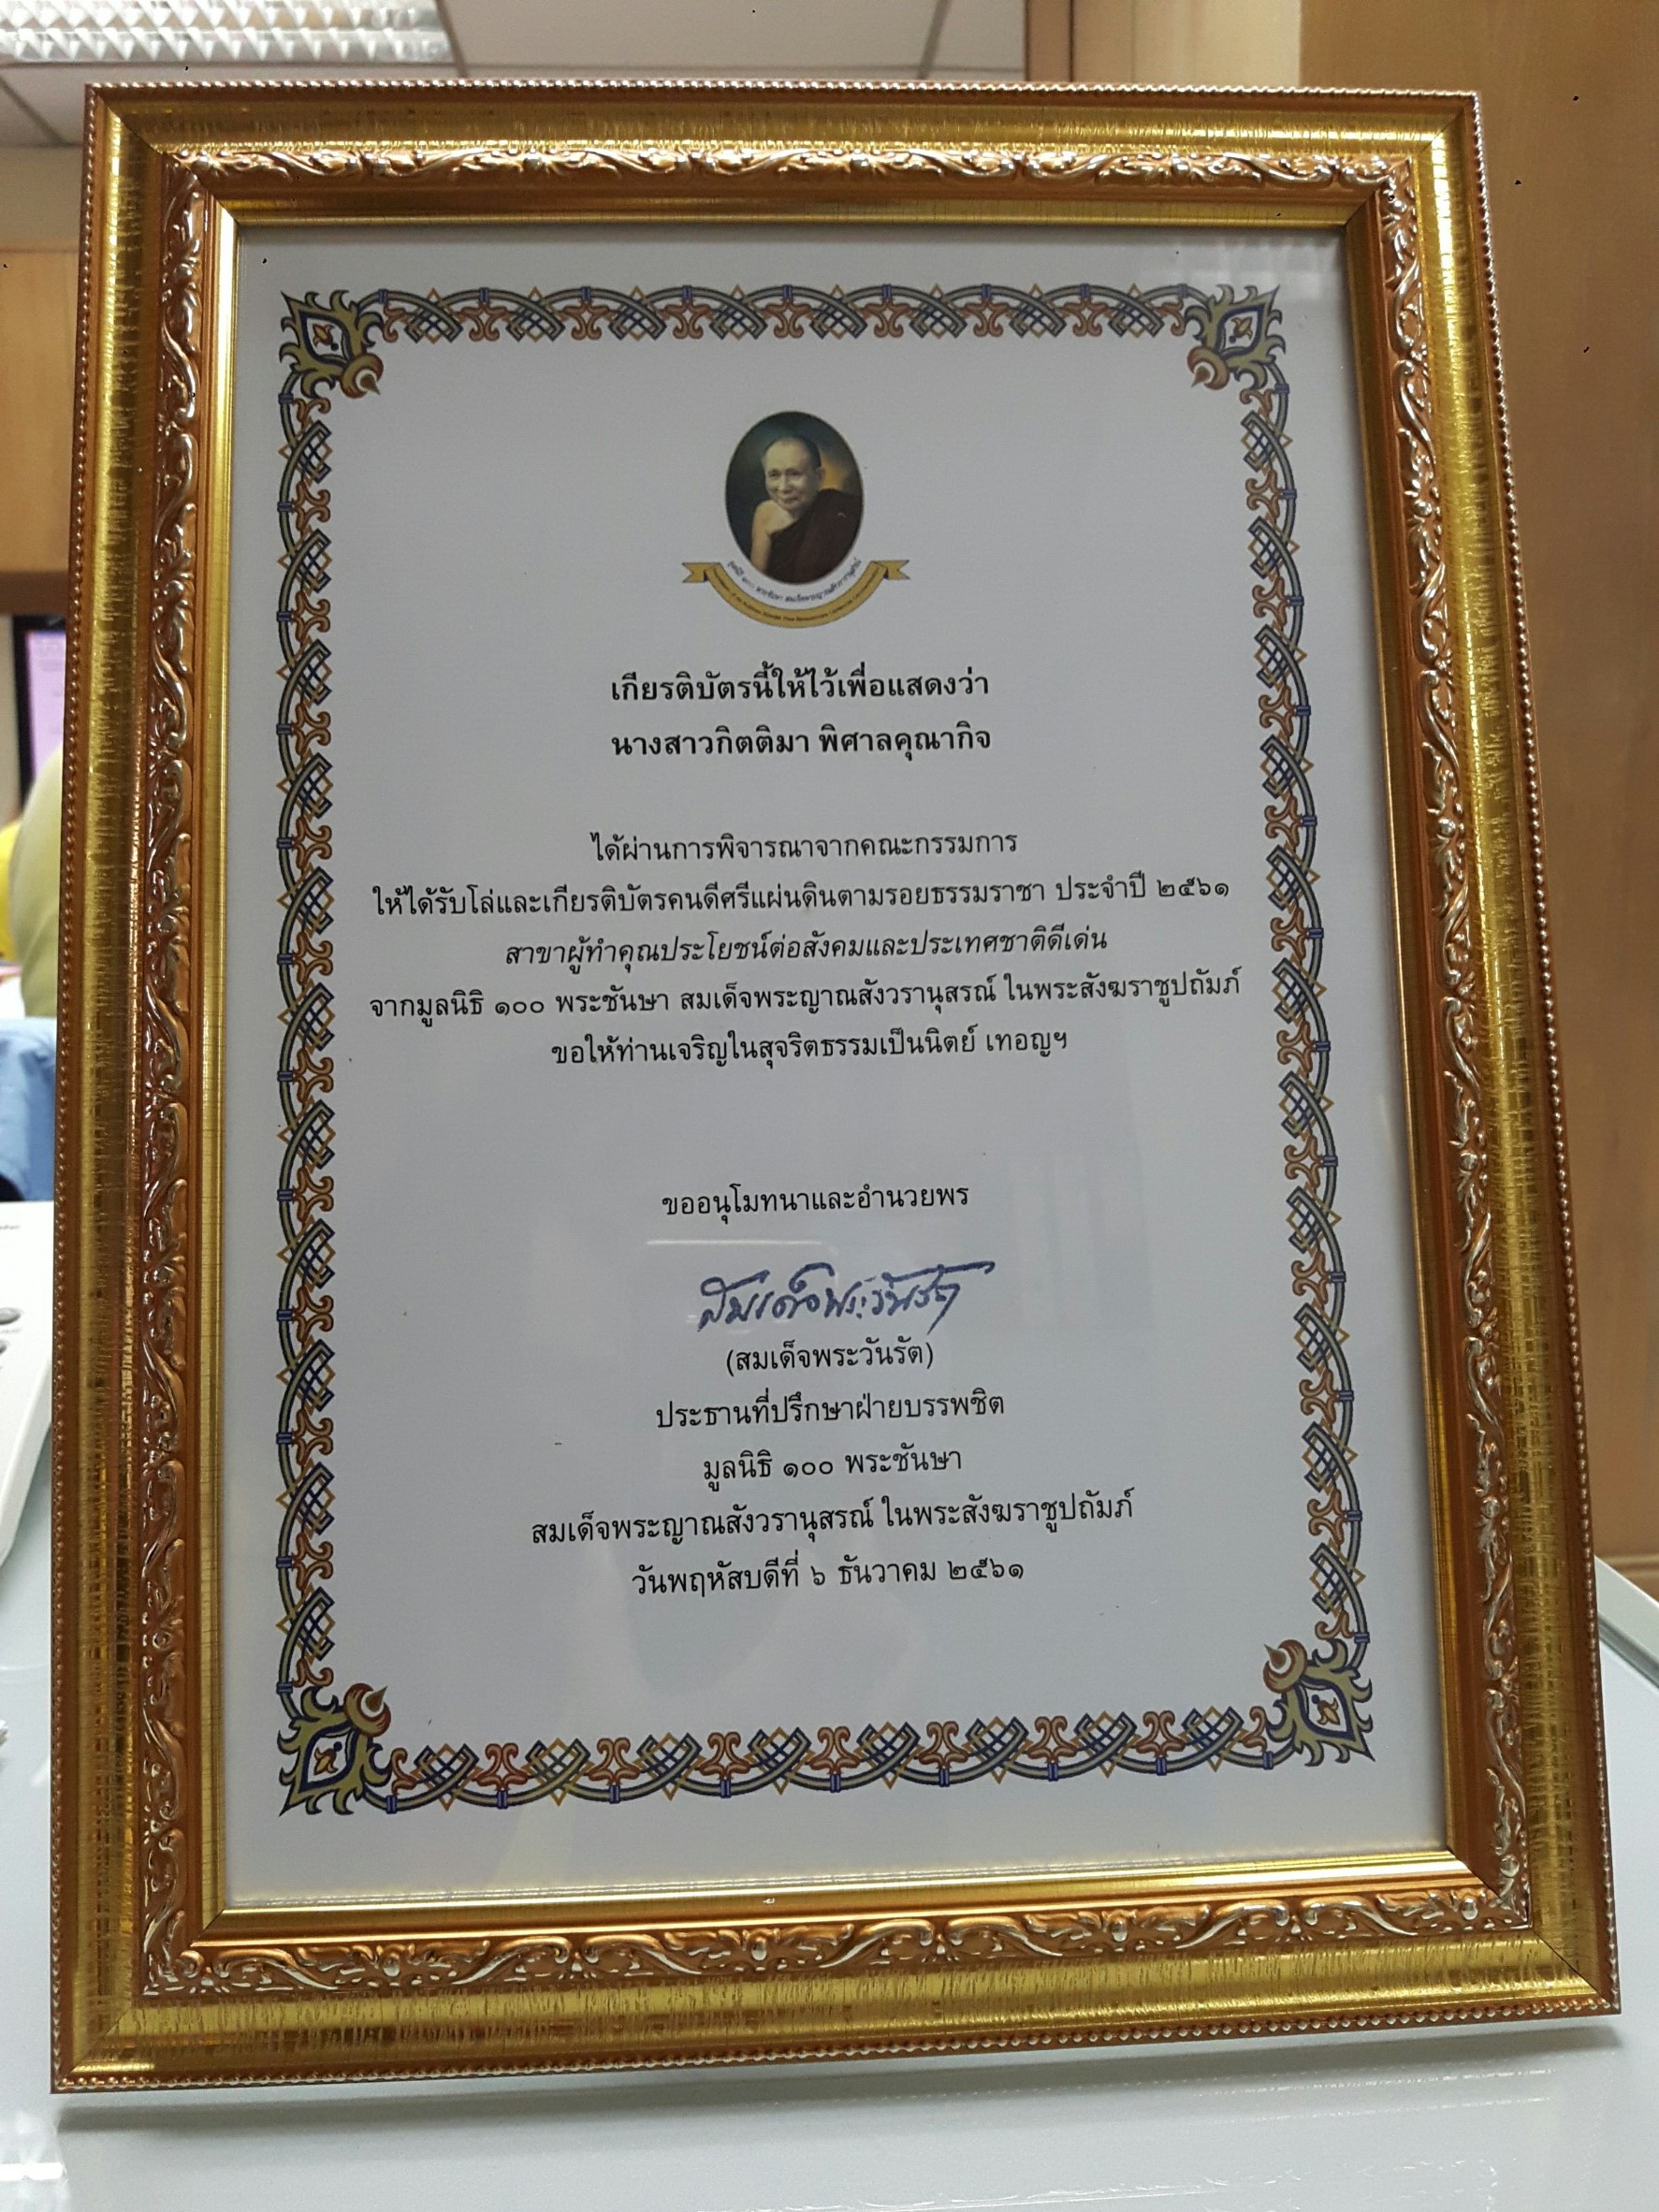 เกียรติบัตรนี้ให้ไว้เพื่อแสดงว่า
นางสาวกิตติมา พิศาลคุณากิจ
ได้ผ่านการพิจารณาจากคณะกรรมการ
ให้ได้รับโล่และเกียรติบัตรคนดีศรีแผ่นดินตามรอยธรรมราชา ประจำปี ๒๕๖๑
สาขาผู้ทำคุณประโยชน์ต่อสังคมและประเทศชาติดีเด่น
จากมูลนิธิ ๑๐๐ พระชันษา สมเด็จพระญาณสังวรานุสรณ์ ในพระสังฆราชูปถัมภ์
ขอให้ท่านเจริญในสุจริตธรรมเป็นนิตย์ เทอญฯ
ขออนุโมทนาและอำนวยพร
สมเด็จพระวันรัต
(สมเด็จพระวันรัต)
ประธานที่ปรึกษาฝ่ายบรรพชิต
มูลนิธิ ๑๐๐ พระชันษา
สมเด็จพระญาณสังวรานุสรณ์ ในพระสังฆราชูปถัมภ์
วันพฤหัสบดีที่ ๖ ธันวาคม ๒๕๖๑